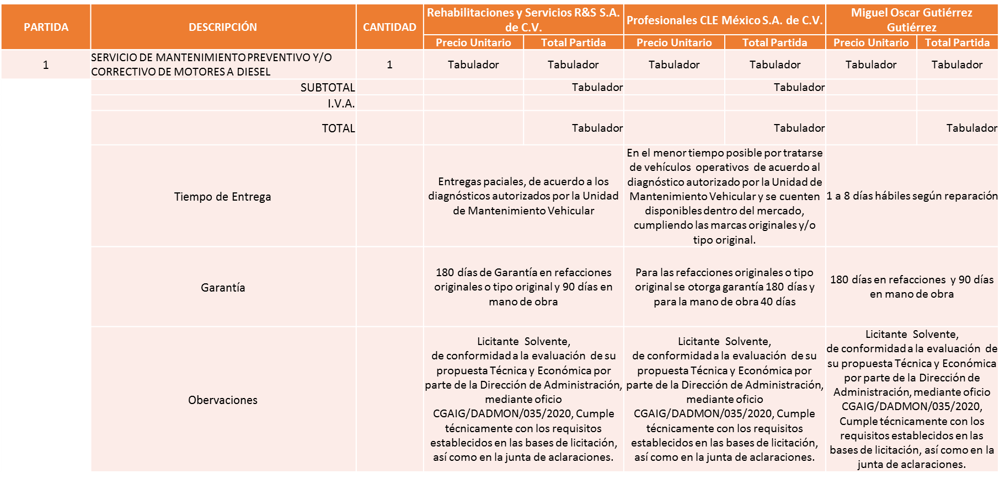 PARTIDA
DESCRIPCIÓN
CANTIDAD
Rehabilitaciones y Servicios R&S S.A.
de C.V.
Profesionales CLE México S.A. de C.V.
Miguel Oscar Gutiérrez
Gutiérrez
Precio Unitario
Total Partida
Precio Unitario
Total Partida
Precio Unitario
Total Partida
1
SERVICIO DE MANTENIMIENTO PREVENTIVO Y/O
CORRECTIVO DE MOTORES A DIESEL
1
Tabulador
Tabulador
Tabulador
Tabulador
Tabulador
Tabulador
SUBTOTAL
Tabulador
Tabulador
I.V.A.
TOTAL
Tabulador
Tabulador
Tabulador
Tiempo de Entrega
Entregas paciales, de acuerdo a los
diagnósticos autorizados por la Unidad
de Mantenimiento Vehicular
En el menor tiempo posible por tratarse
de vehículos operativos de acuerdo al
diagnóstico autorizado por la Unidad de
Mantenimiento Vehicular y se cuenten
disponibles dentro del mercado,
cumpliendo las marcas originales y/o
tipo original.
1 a 8 días hábiles según reparación
Garantía
180 días de Garantía en refacciones
originales o tipo original y 90 días en
mano de obra
Para las refacciones originales o tipo
original se otorga garantía 180 días y
para la mano de obra 40 días
180 días en refacciones y 90 días
en mano de obra
Obervaciones
Licitante Solvente,
de conformidad a la evaluación de su
propuesta Técnica y Económica por
parte de la Dirección de Administración,
mediante oficio
CGAIG/DADMON/035/2020, Cumple
técnicamente con los requisitos
establecidos en las bases de licitación,
así como en la junta de aclaraciones.
Licitante Solvente,
de conformidad a la evaluación de su
propuesta Técnica y Económica por
parte de la Dirección de Administración,
mediante oficio
CGAIG/DADMON/035/2020, Cumple
técnicamente con los requisitos
establecidos en las bases de licitación,
así como en la junta de aclaraciones.
Licitante Solvente,
de conformidad a la evaluación de
su propuesta Técnica y Económica
por parte de la Dirección de
Administración, mediante oficio
CGAIG/DADMON/035/2020,
Cumple técnicamente con los
requisitos establecidos en las
bases de licitación, así como en la
junta de aclaraciones.